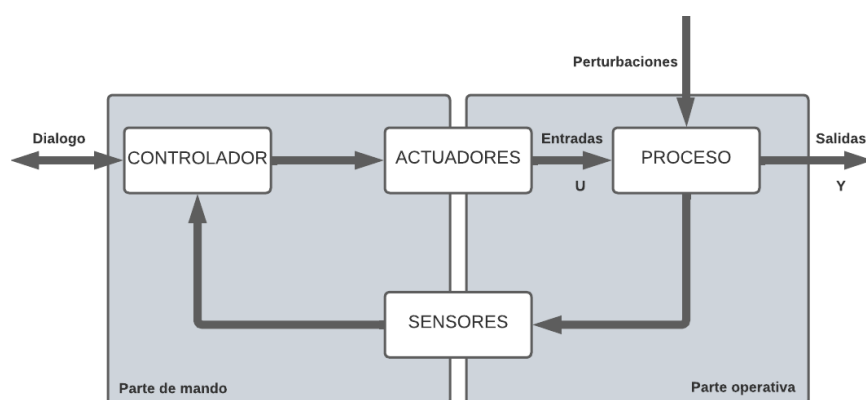 Perturbaciones
Dialogo
CONTROLADOR
ACTUADORES
Entradas
U
PROCESO
Salidas
Y
SENSORES
Parte de mando
Parte operativa